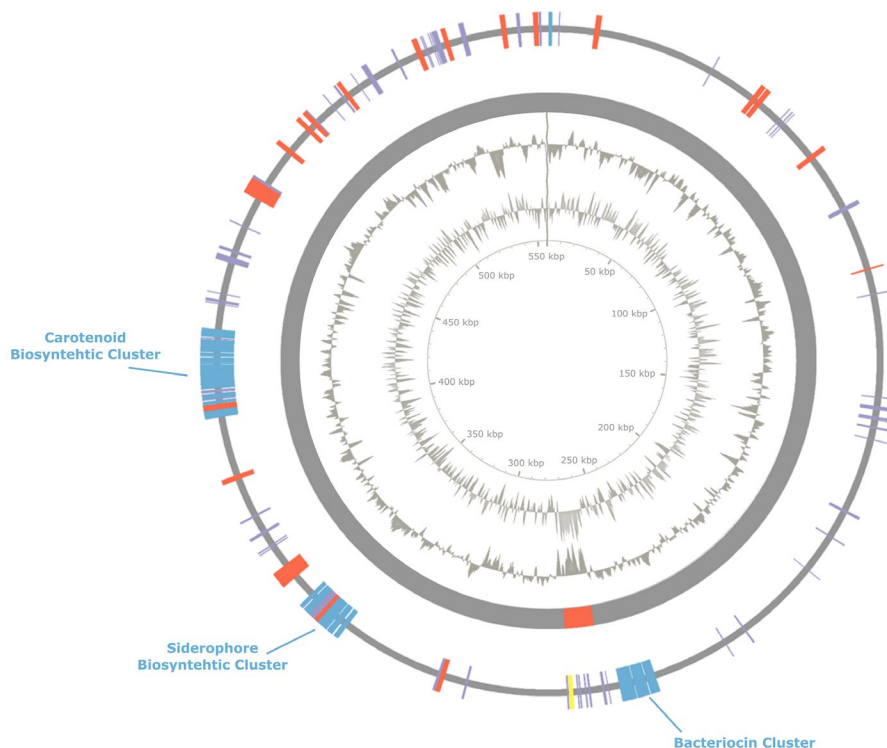 550 kbp
50 kbp
500 kbp
100 kbp
450 kbp
Carotenoid
Biosyntehtic Cluster
150 kbp
400 kbp
200 kbp
350 kbp
250 kbp
300 kbp
Siderophore
Biosyntehtic Cluster
Bacteriocin Cluster